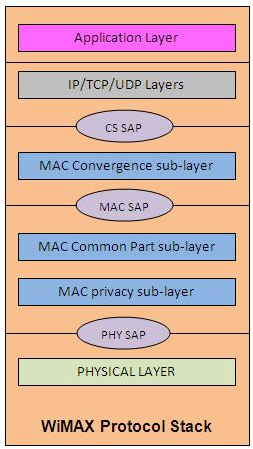 Application Layer
IP/TCP/UDP Layers
CS SAP
MAC Convergence sub-layer
MAC SAP
MAC Common Part sub-layer
MAC privacy sub-layer
PHY SAP
PHYSICAL LAYER
WiMAX Protocol Stack